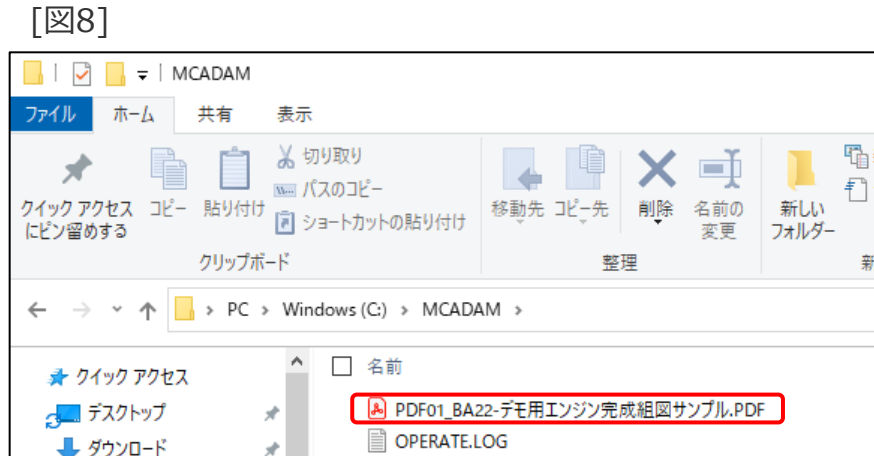 [図8]
MCADAM
ファイル ホーム 共有 表示
クイック アクセス
にピン留めする
コピー
貼り付け
切り取り
パスのコピー
ショートカットの貼り付け
クリップボード
移動先
コピー先
削除
名前の
変更
整理
新しい
フォルダー
新
PC > Windows (C:) > MCADAM >
クイック アクセス
デスクトップ
ダウンロード
名前
PDF01_BA22-デモ用エンジン完成組図サンプル.PDF
OPERATE.LOG